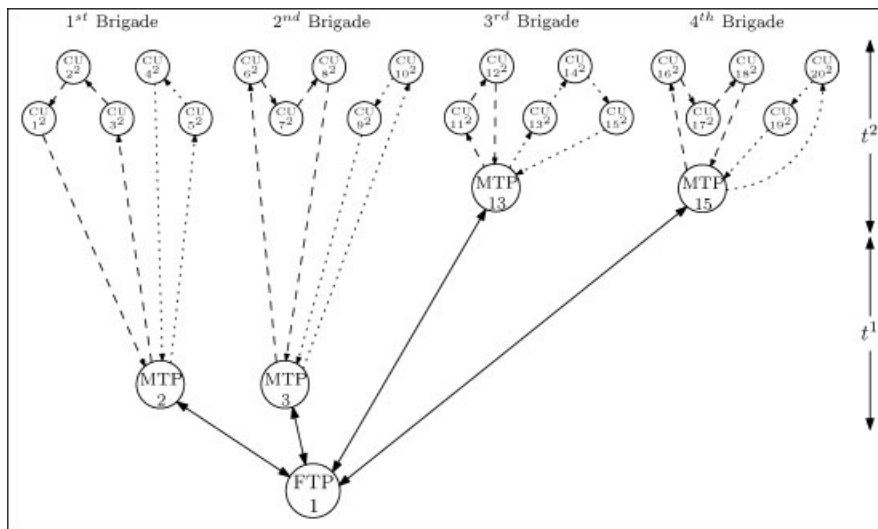 1st Brigade
2nd Brigade
3rd Brigade
4th Brigade
CU
2²
CU
4²
CU
6²
CU
8²
CU
10²
CU
12²
CU
14²
CU
16²
CU
18²
CU
20²
CU
1²
CU
3²
CU
5²
CU
7²
CU
9²
CU
11²
CU
13²
CU
15²
CU
17²
CU
19²
t²
MTP
13
MTP
15
t¹
MTP
2
MTP
3
FTP
1